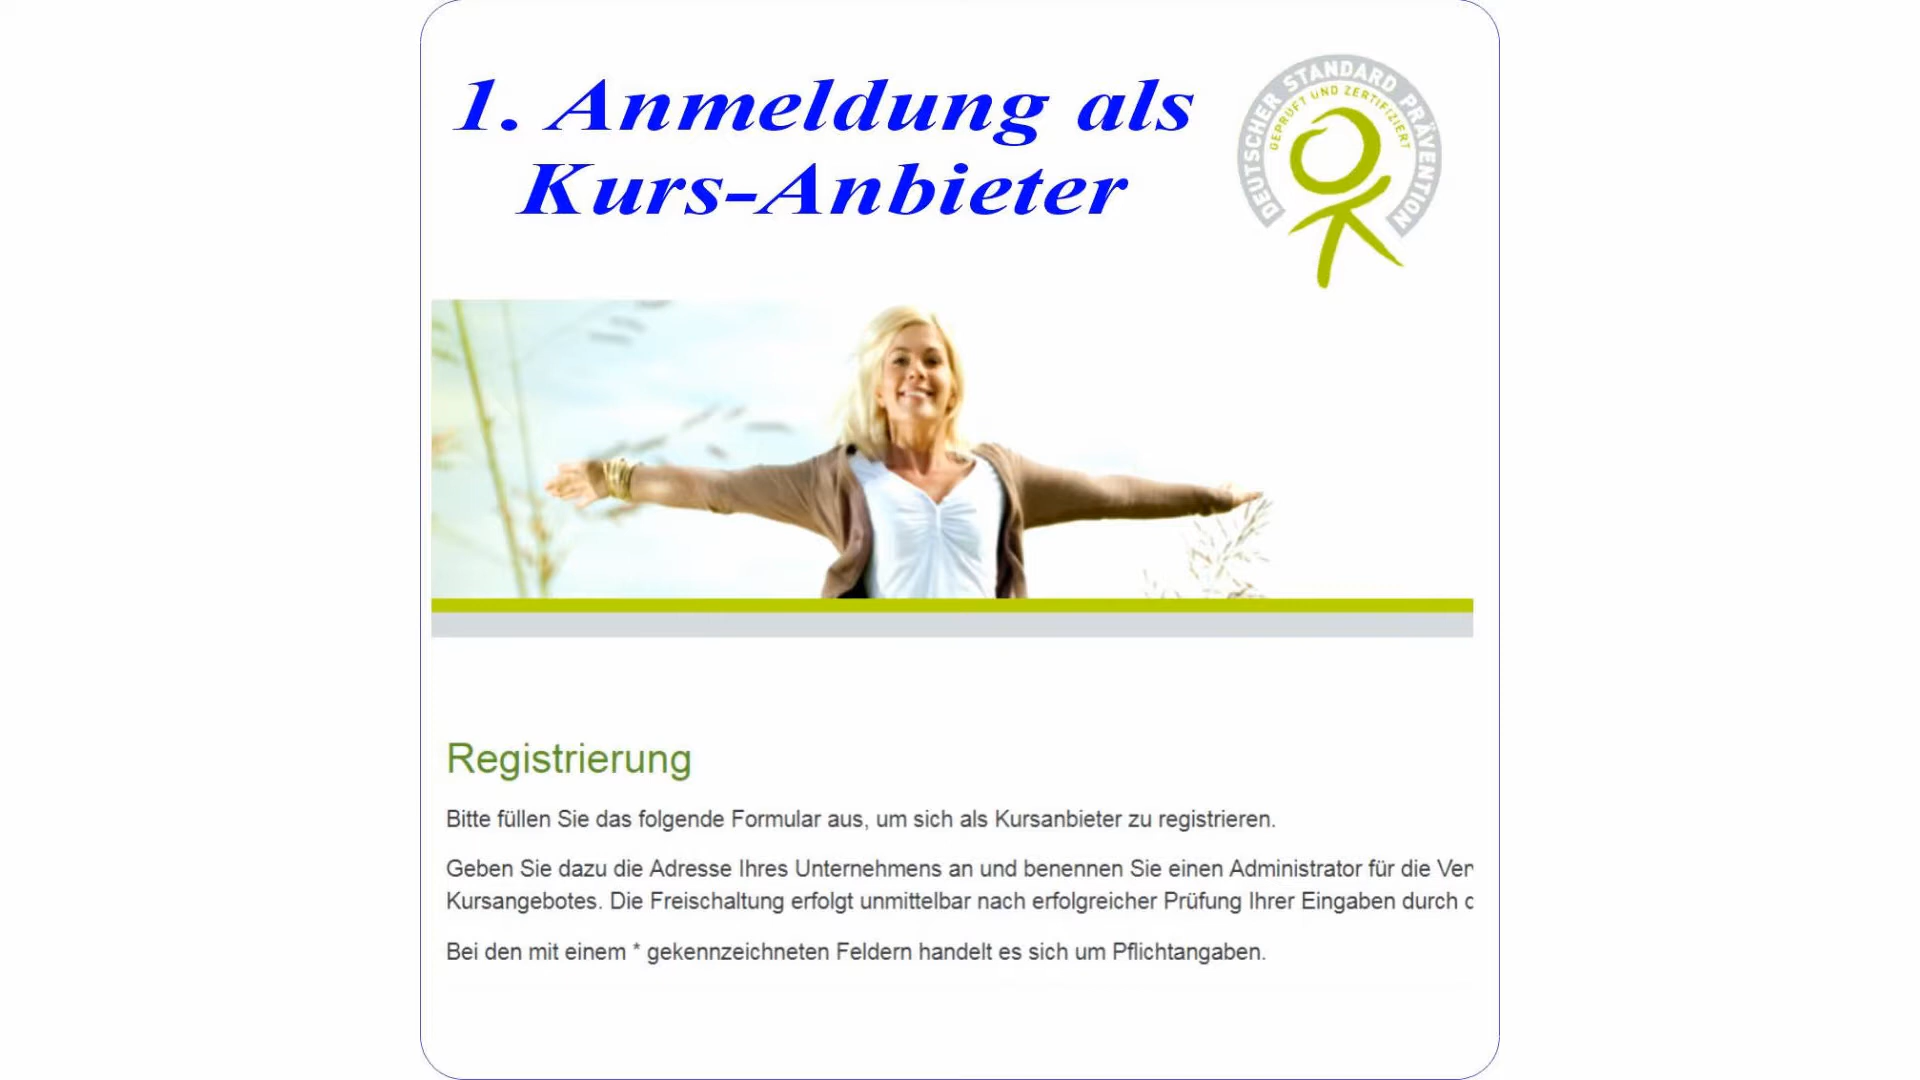 1. Anmeldung als
Kurs-Anbieter
DEUTSCHER STANDARD PRÄVENTION
GEPRÜFT UND ZERTIFIZIERT
Registrierung
Bitte füllen Sie das folgende Formular aus, um sich als Kursanbieter zu registrieren.
Geben Sie dazu die Adresse Ihres Unternehmens an und benennen Sie einen Administrator für die
Kursangebotes. Die Freischaltung erfolgt unmittelbar nach erfolgreicher Prüfung Ihrer Eingaben durch
Bei den mit einem * gekennzeichneten Feldern handelt es sich um Pflichtangaben.